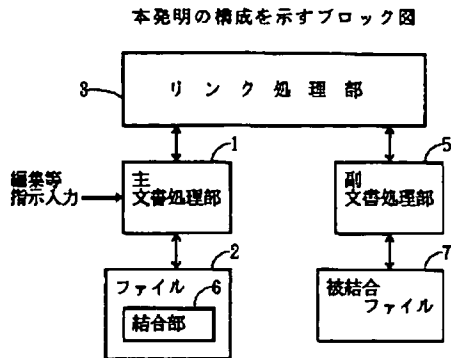 本発明の構成を示すブロック図
3
リンク処理部
1
5
編集等
指示入力
主
文書処理部
副
文書処理部
2
7
ファイル
6
結合部
被結合
ファイル